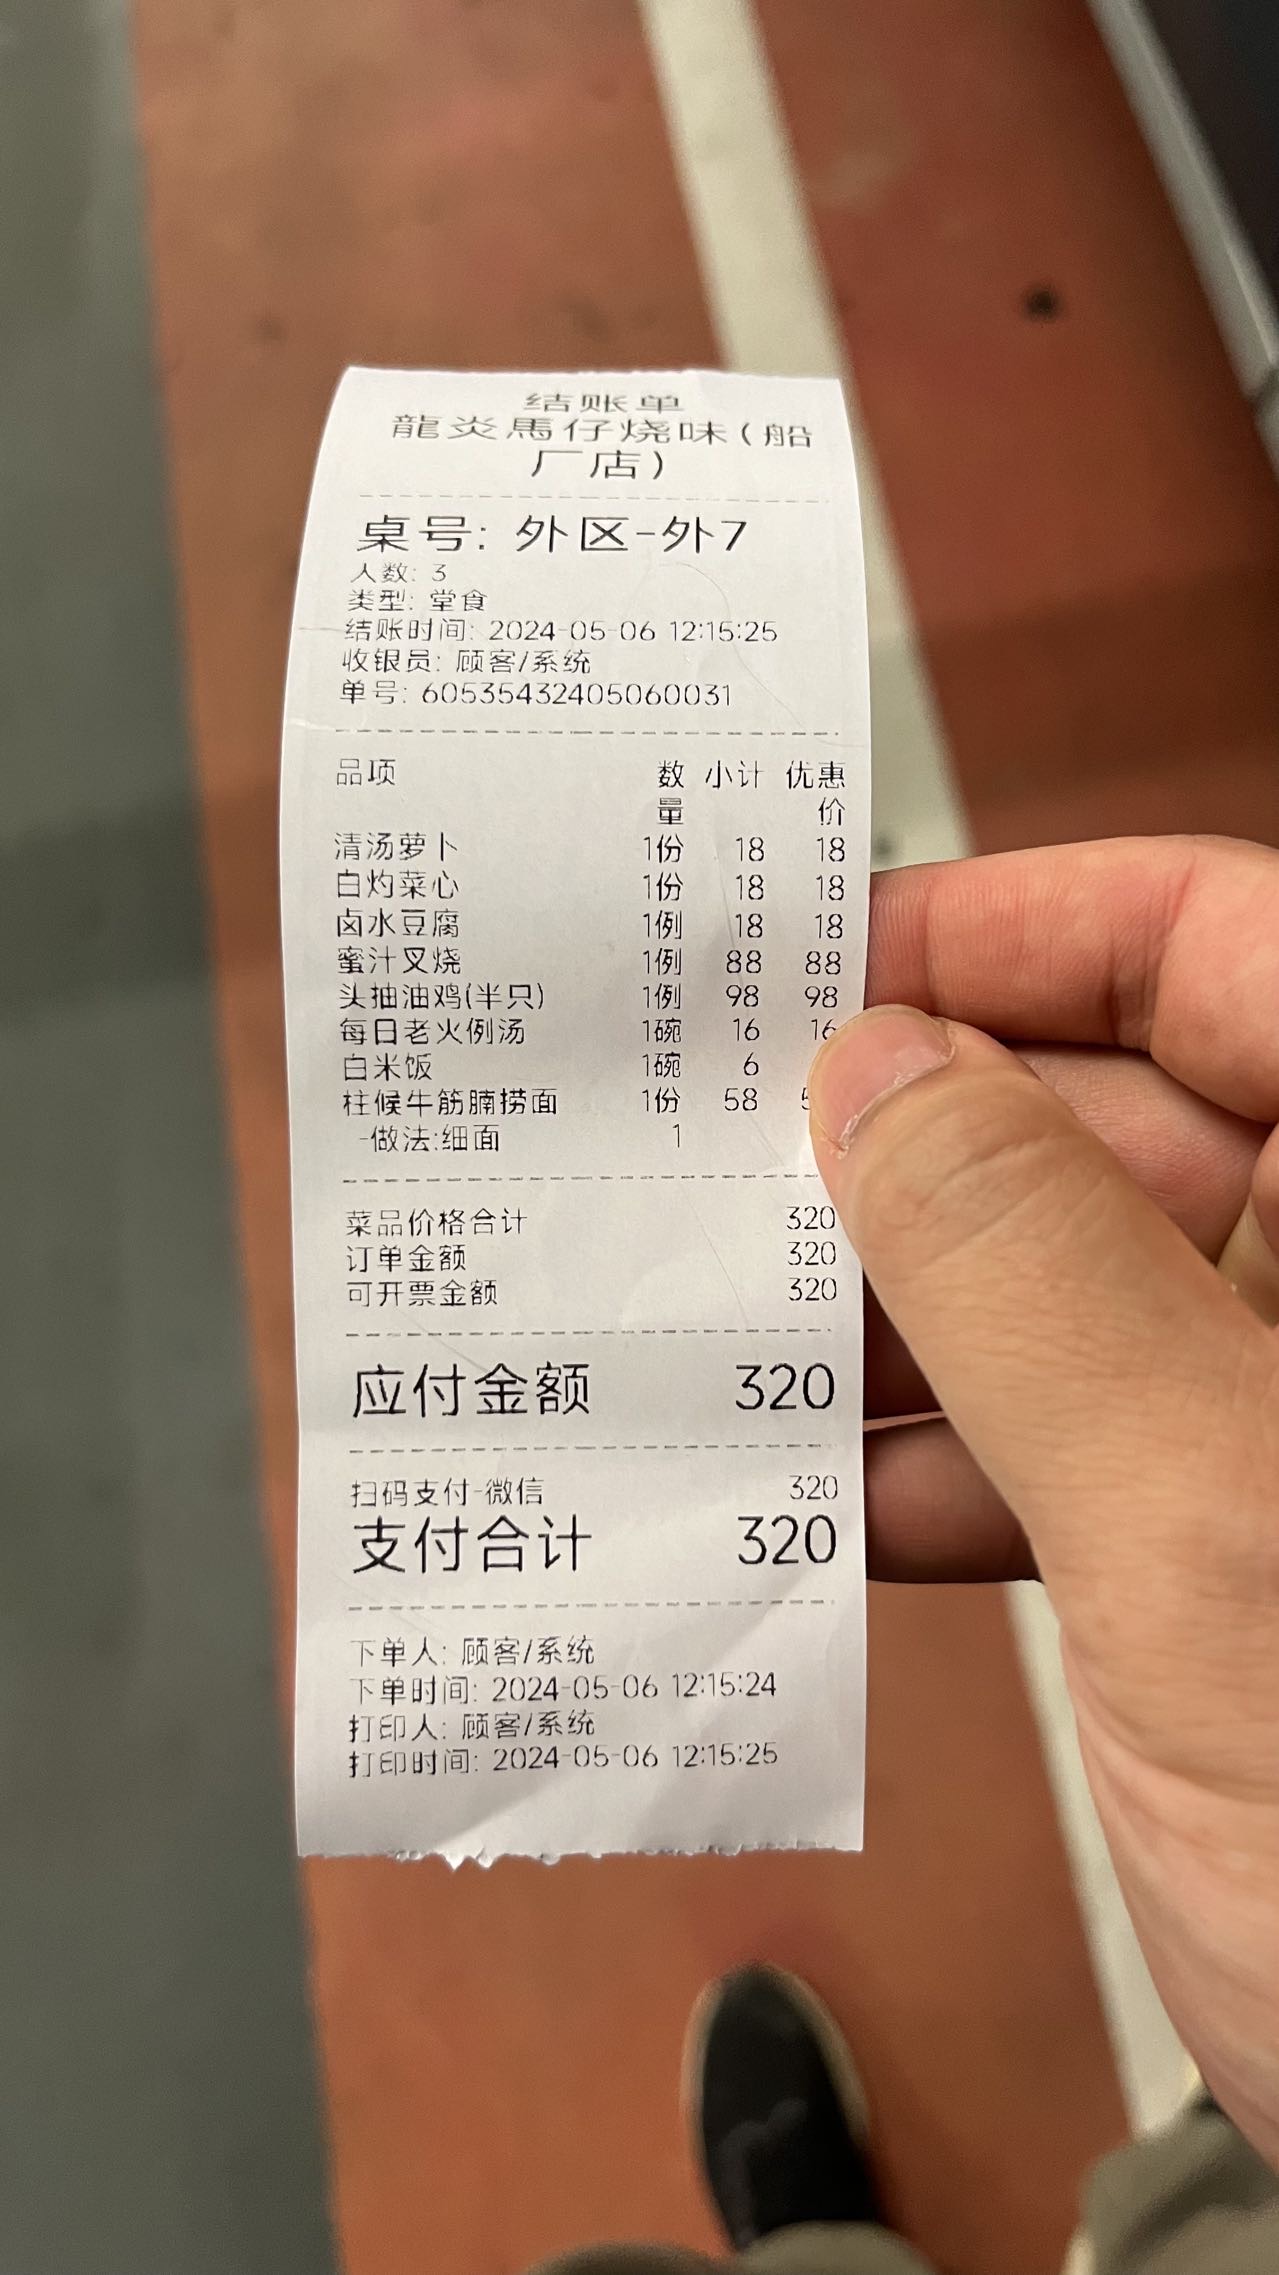 结账单
龍炎馬仔烧味(船
厂店)
桌号: 外区-外7
人数: 3
类型: 堂食
结账时间: 2024-05-06 12:15:25
收银员: 顾客/系统
单号: 60535432405060031
品项 数 小计 优惠
量 价
清汤萝卜 1份 18 18
白灼菜心 1份 18 18
卤水豆腐 1例 18 18
蜜汁叉烧 1例 88 88
头抽油鸡(半只) 1例 98 98
每日老火例汤 1碗 16 16
白米饭 1碗 6
柱候牛筋腩捞面 1份 58
-做法:细面 1
菜品价格合计 320
订单金额 320
可开票金额 320
应付金额 320
扫码支付-微信 320
支付合计 320
下单人: 顾客/系统
下单时间: 2024-05-06 12:15:24
打印人: 顾客/系统
打印时间: 2024-05-06 12:15:25